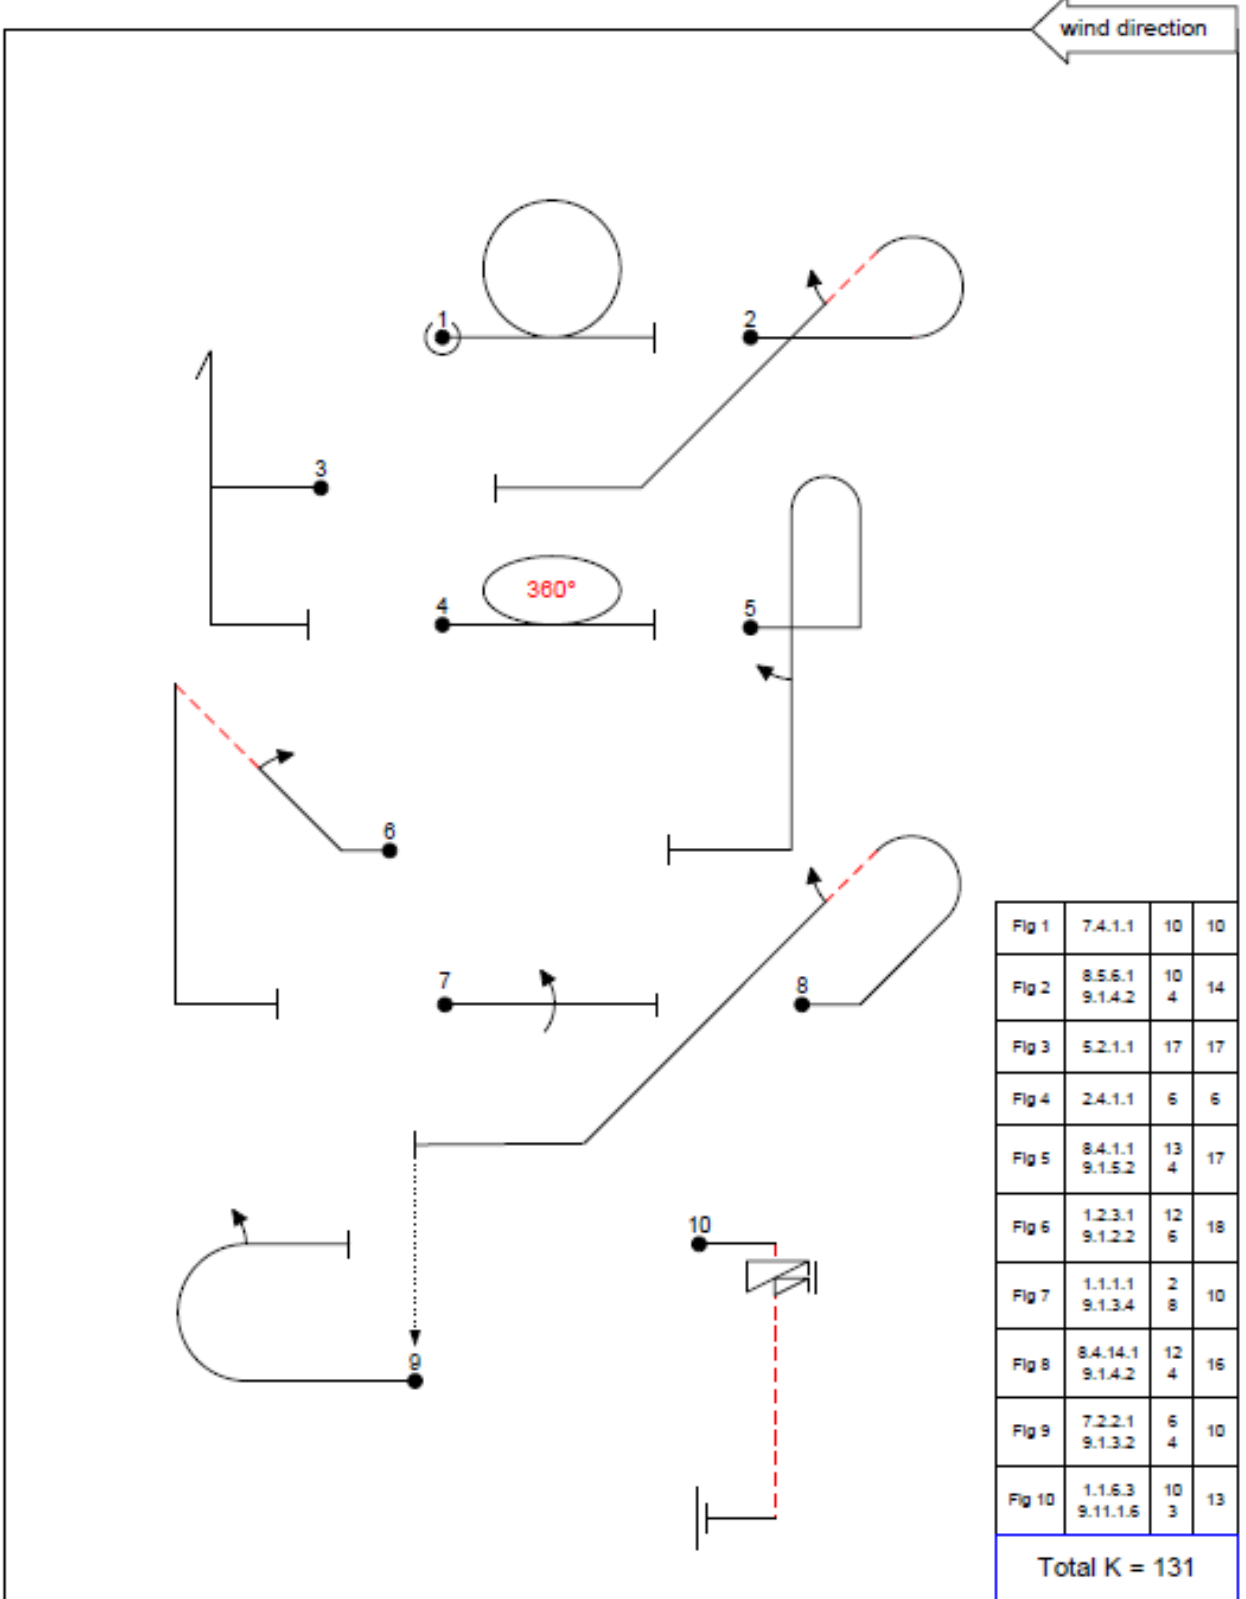 wind direction
1
2
3
360°
4
5
6
7
8
9
10
Fig 1 7.4.1.1 10 10
Fig 2 8.5.6.1 10 14
9.1.4.2 4
Fig 3 5.2.1.1 17 17
Fig 4 2.4.1.1 6 6
Fig 5 8.4.1.1 13 17
9.1.5.2 4
Fig 6 1.2.3.1 12 18
9.1.2.2 6
Fig 7 1.1.1.1 2 10
9.1.3.4 8
Fig 8 8.4.14.1 12 16
9.1.4.2 4
Fig 9 7.2.2.1 6 10
9.1.3.2 4
Fig 10 1.1.6.3 10 13
9.11.1.6 3
Total K = 131